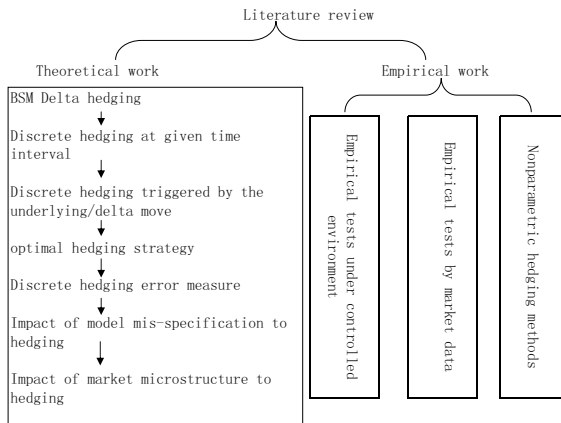 Literature review
Theoretical work
Empirical work
BSM Delta hedging
Discrete hedging at given time
interval
Discrete hedging triggered by the
underlying/delta move
optimal hedging strategy
Discrete hedging error measure
Impact of model mis-specification to
hedging
Impact of market microstructure to
hedging
Empirical tests under controlled
environment
Empirical tests by market data
Nonparametric hedging methods